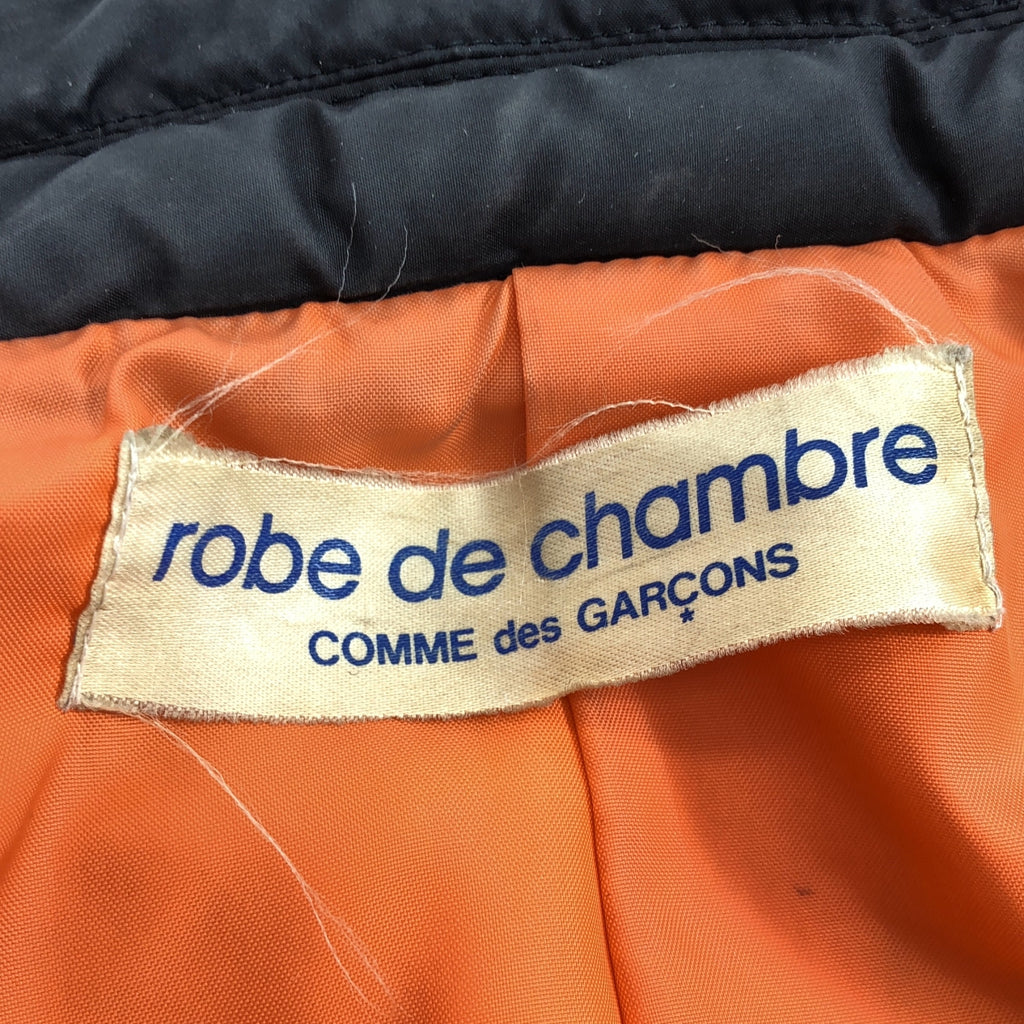 robe de chambre
COMME des GARÇONS
*